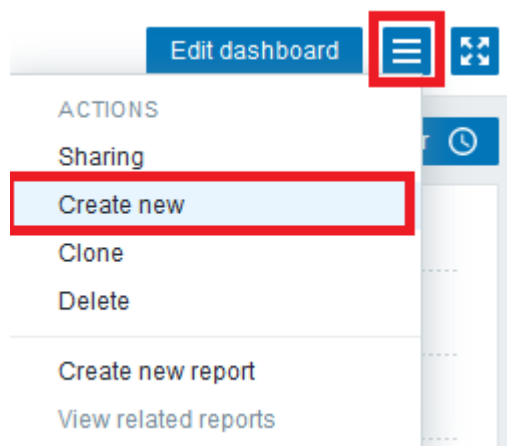 Edit dashboard
ACTIONS
Sharing
Create new
Clone
Delete
Create new report
View related reports